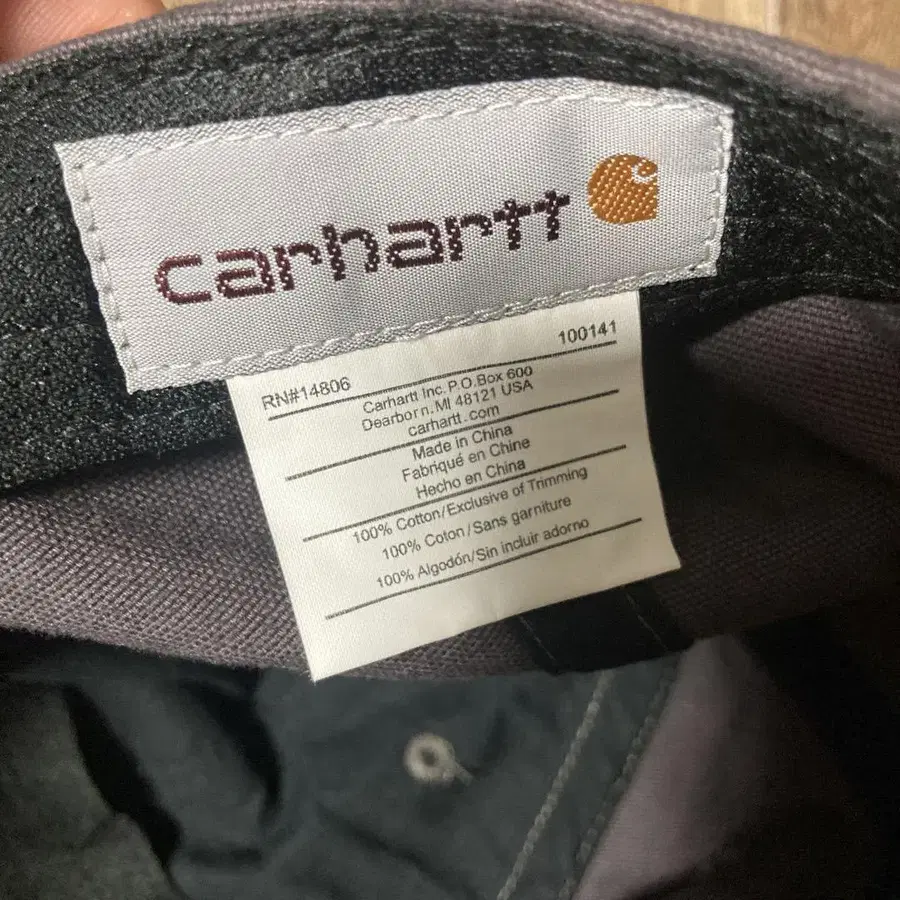 carhartt
RN#14806 100141
Carhartt Inc. P.O. Box 600
Dearborn, MI 48121 USA
carhartt.com
Made in China
Fabriqué en Chine
Hecho en China
100% Cotton/Exclusive of Trimming
100% Coton/Sans garniture
100% Algodón/Sin incluir adorno